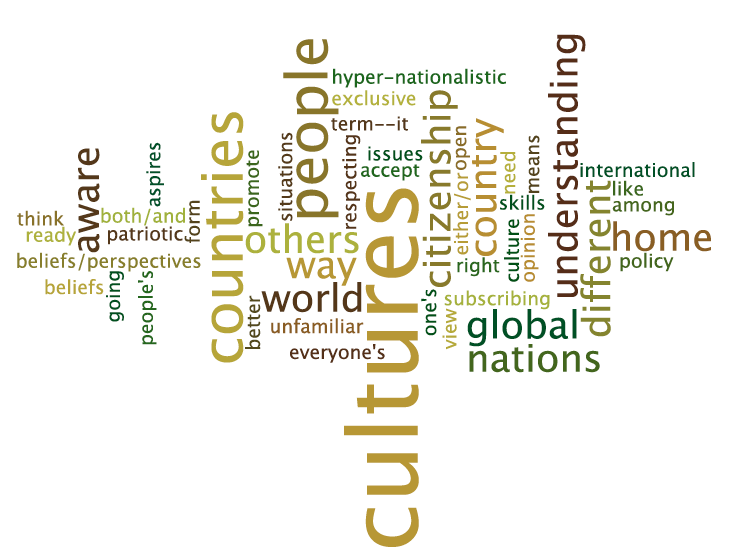 cultures
people
countries
understanding
citizenship
country
different
world
others
way
global
nations
home
aware
hyper-nationalistic
exclusive
term--it
issues
accept
respecting
situations
promote
aspires
think
ready
both/and
patriotic.
form
beliefs/perspectives
beliefs
going
people's
better
unfamiliar
everyone's
one's
view
subscribing
right
either/or
open
need
skills
means
culture
opinion
international
like
among
policy